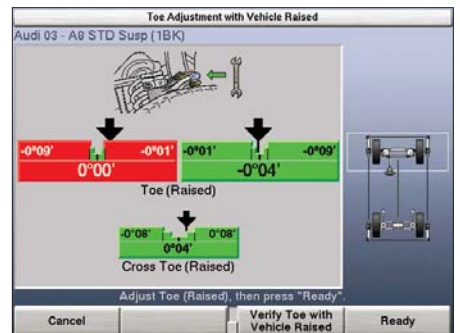 Toe Adjustment with Vehicle Raised
Audi 03 - A8 STD Susp (1BK)
-0°09' -0°01' -0°01' -0°09'
0°00' -0°04'
Toe (Raised)
-0°08' 0°08'
0°04'
Cross Toe (Raised)
Adjust Toe (Raised), then press "Ready".
Cancel Verify Toe with Ready
Vehicle Raised